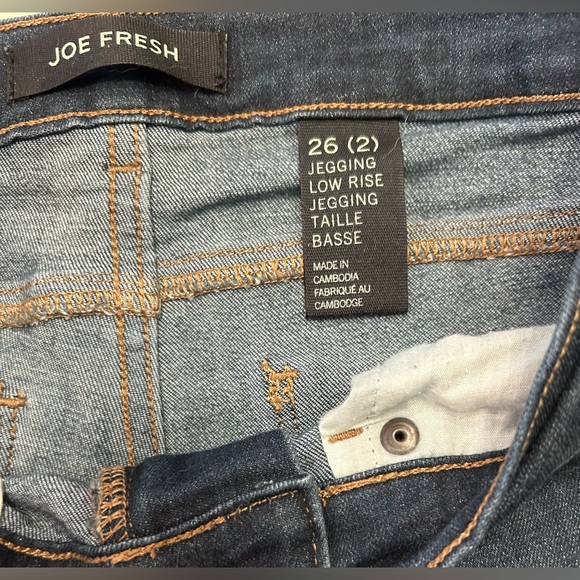 JOE FRESH
26 (2)
JEGGING
LOW RISE
JEGGING
TAILLE
BASSE
MADE IN
CAMBODIA
FABRIQUÉ AU
CAMBODGE